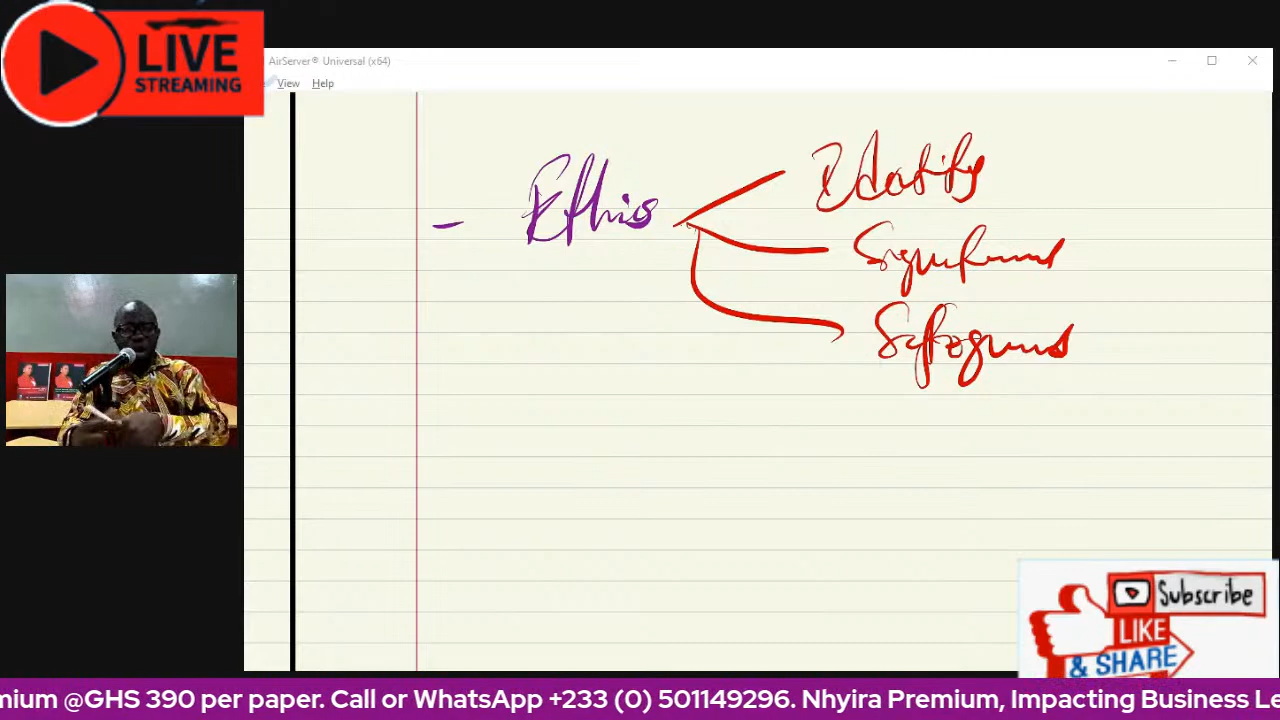 LIVE
STREAMING
AirServer® Universal (x64)
View Help
- Ethics
Identify
Significance
Safeguards
Subscribe
LIKE
& SHARE
mium @GHS 390 per paper. Call or WhatsApp +233 (0) 501149296. Nhyira Premium, Impacting Business Le